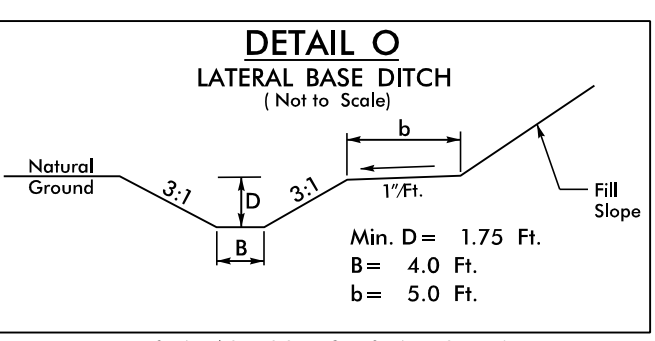 DETAIL O
LATERAL BASE DITCH
( Not to Scale)
b
Natural
Ground
3:1
D
3:1
1"/Ft.
B
Fill
Slope
Min. D = 1.75 Ft.
B = 4.0 Ft.
b = 5.0 Ft.